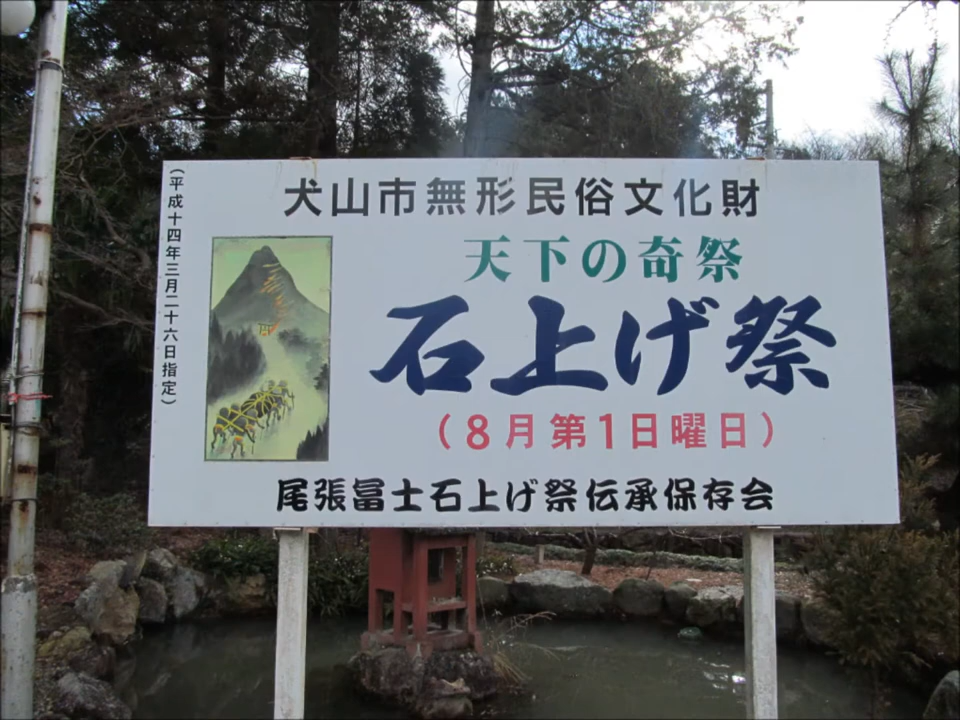 犬山市無形民俗文化財
天下の奇祭
石上げ祭
(8月第1日曜日)
尾張冨士石上げ祭伝承保存会
(平成十四年三月二十六日指定)